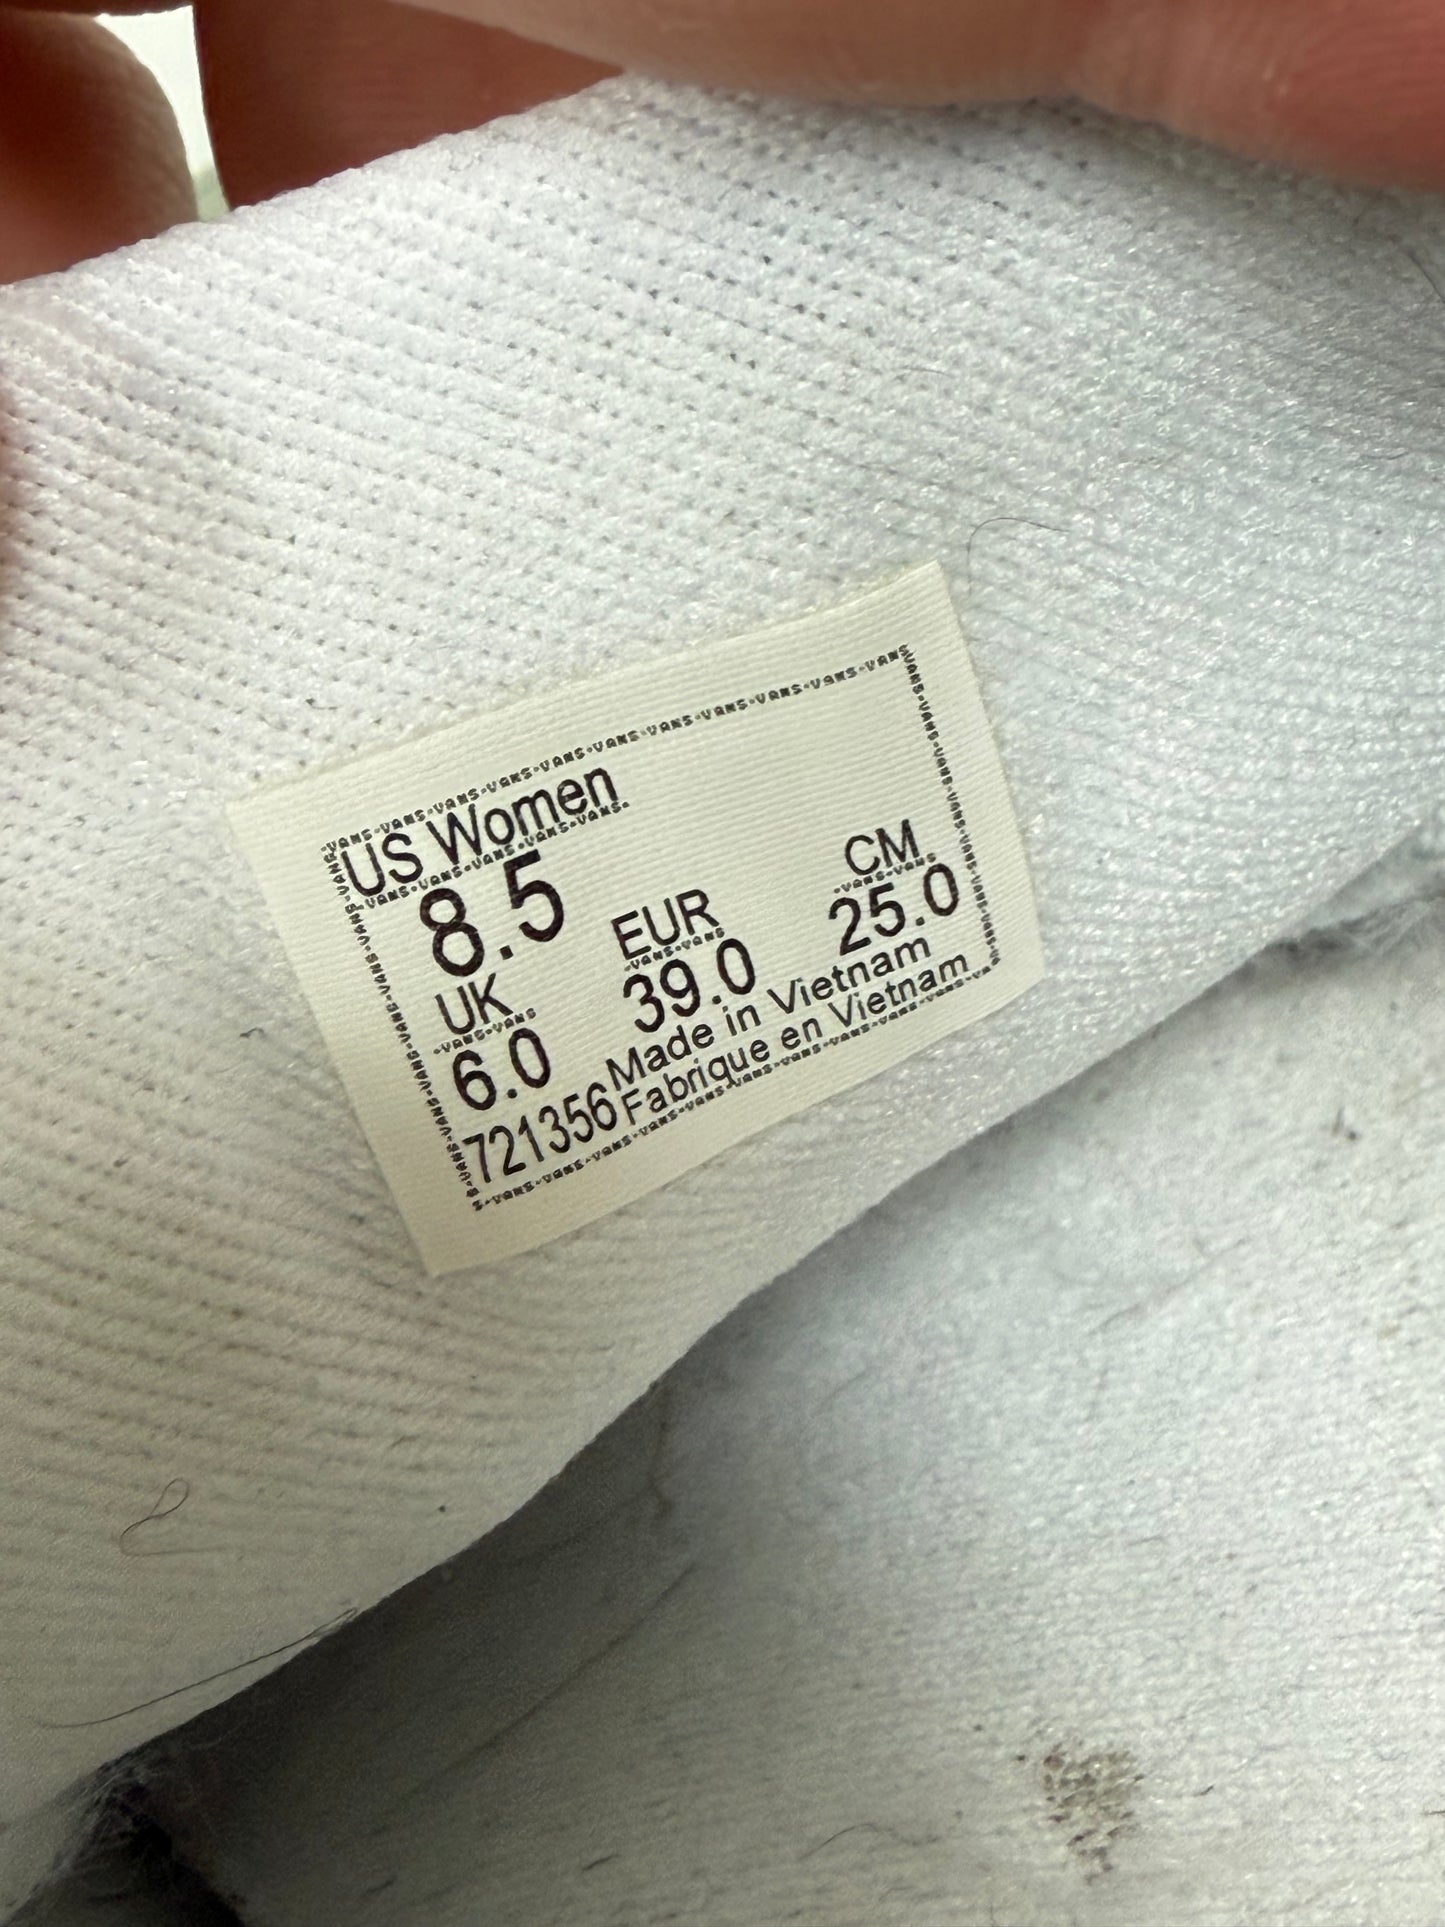 US Women
8.5
UK
6.0
EUR
39.0
CM
25.0
Made in Vietnam
721356 Fabrique en Vietnam
VANS